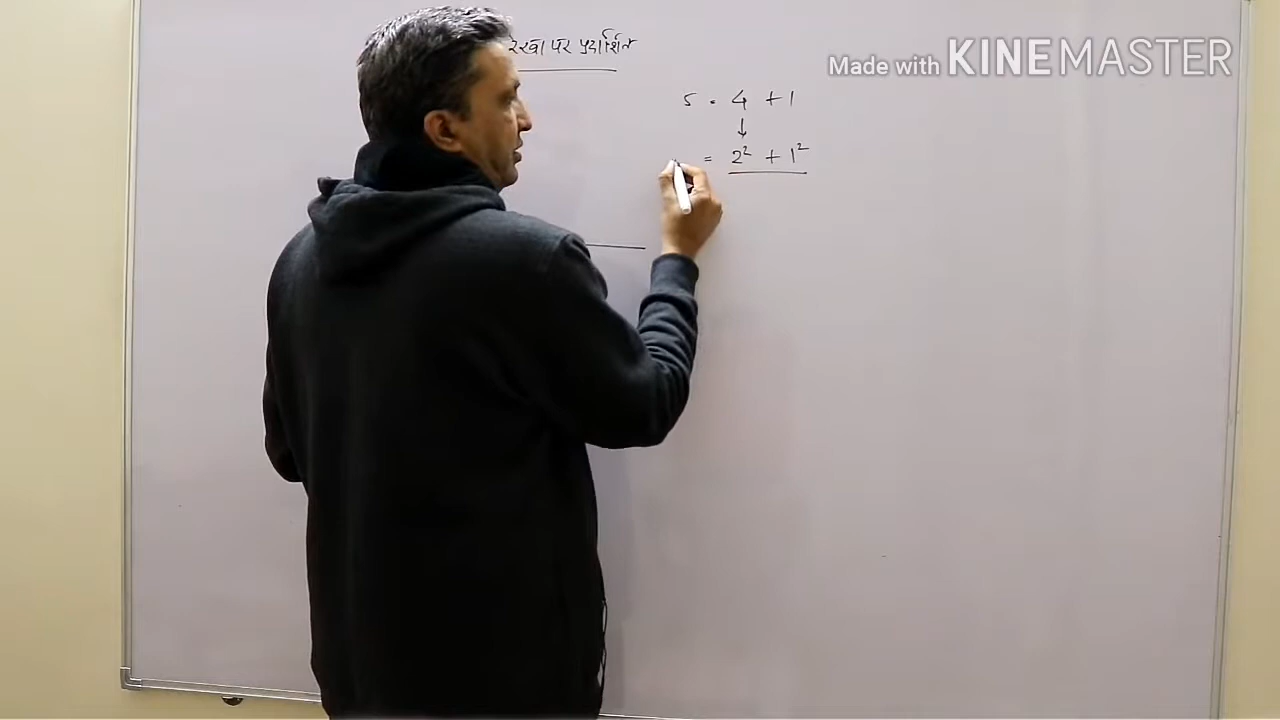 रेखा पर प्रदर्शित
Made with KINEMASTER
5 = 4 + 1
↓
= 2² + 1²